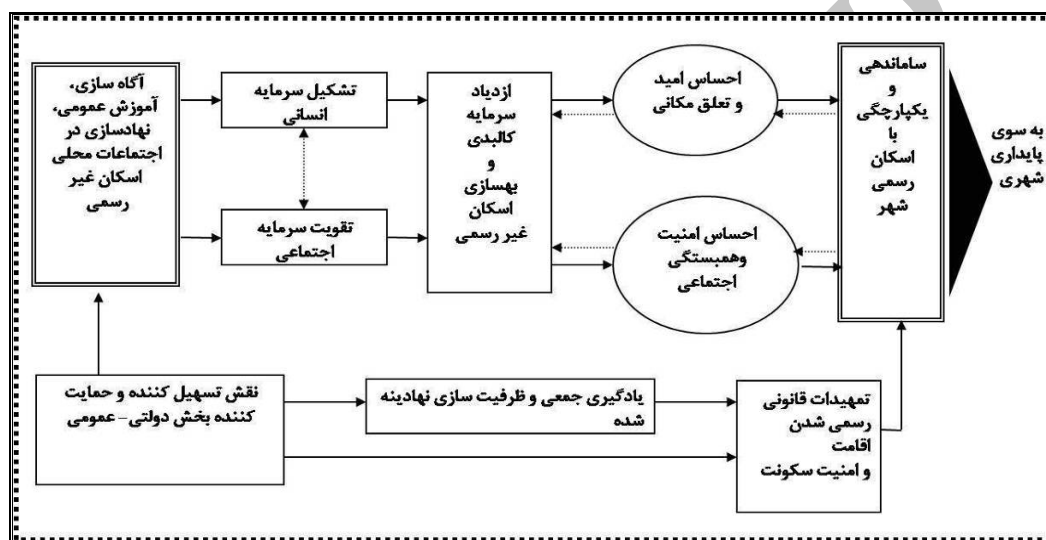 آگاه سازی،
آموزش عمومی،
نهادسازی در
اجتماعات محلی
اسکان غیر
رسمی
تشکیل سرمایه
انسانی
تقویت سرمایه
اجتماعی
ازدیاد
سرمایه
کالبدی
و
بهسازی
اسکان
غیر رسمی
احساس امید
و تعلق مکانی
احساس امنیت
وهمبستگی
اجتماعی
ساماندهی
و
یکپارچگی
با
اسکان
رسمی
شهر
به سوی
پایداری
شهری
نقش تسهیل کننده و حمایت
کننده بخش دولتی– عمومی
یادگیری جمعی و ظرفیت سازی نهادینه
شده
تمهیدات قانونی
رسمی شدن
اقامت
و امنیت سکونت